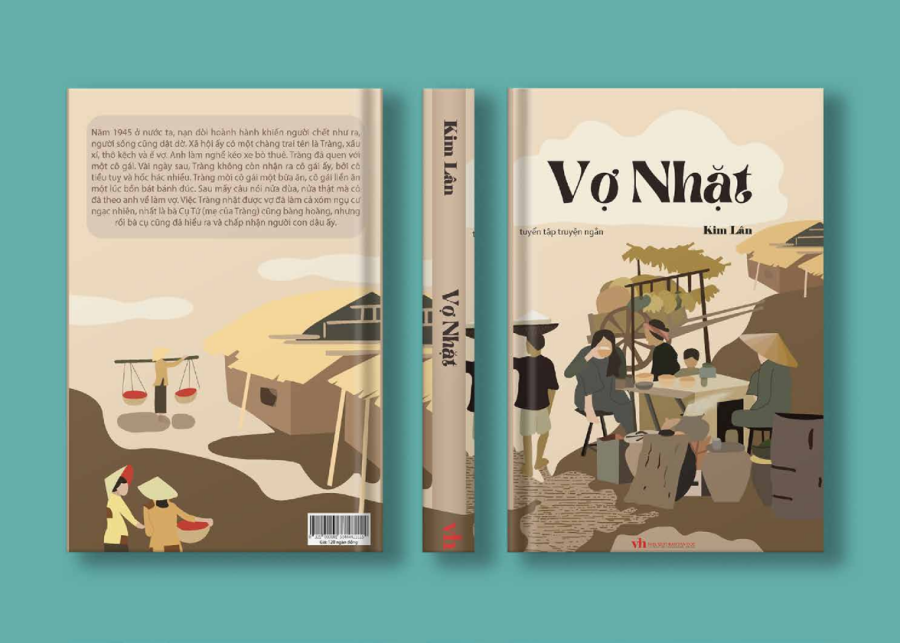 Năm 1945 ở nước ta, nạn đói hoành hành khiến người chết như rạ,
người sống cũng dật dờ. Xã hội ấy có một chàng trai tên là Tràng, xấu
xí, thô kệch và ế vợ. Anh làm nghề kéo xe bò thuê. Tràng đã quen với
một cô gái. Vài ngày sau, Tràng không còn nhận ra cô gái ấy, bởi cô
tiều tuỵ và hốc hác nhiều. Tràng mời cô gái một bữa ăn, cô gái liền ăn
một lúc bốn bát bánh đúc. Sau mấy câu nói nửa đùa, nửa thật mà cô
đã theo anh về làm vợ. Việc Tràng nhặt được vợ đã làm cả xóm ngụ cư
ngạc nhiên, nhất là bà Cụ Tứ (mẹ của Tràng) cũng bàng hoàng, nhưng
rồi bà cụ cũng đã hiểu ra và chấp nhận người con dâu ấy.
Kim Lân
Vợ Nhặt
vh
Vợ Nhặt
tuyển tập truyện ngắn
Kim Lân
vh